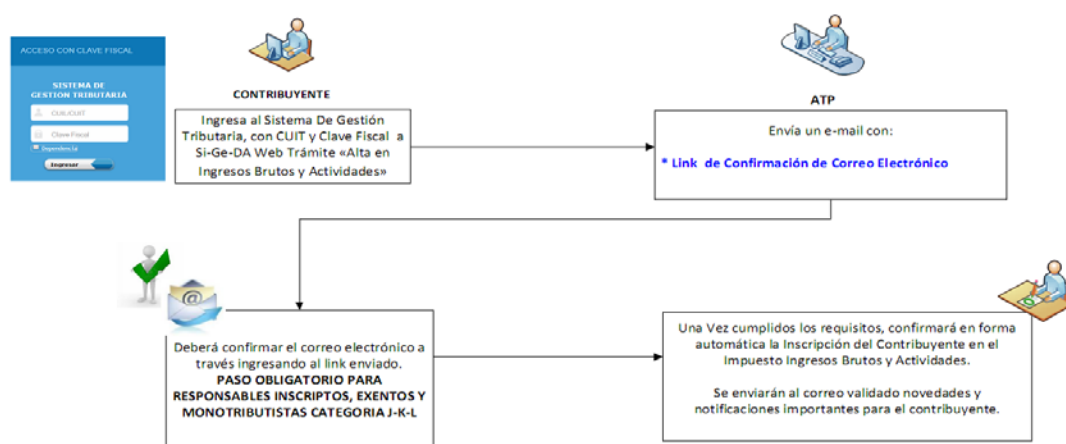 ACCESO CON CLAVE FISCAL
SISTEMA DE
GESTION TRIBUTARIA
CUIL/CUIT
Clave Fiscal
Ingresar
CONTRIBUYENTE
Ingresa al Sistema De Gestión
Tributaria, con CUIT y Clave Fiscal a
Si-Ge-DA Web Trámite «Alta en
Ingresos Brutos y Actividades»
ATP
Envía un e-mail con:
* Link de Confirmación de Correo Electrónico
Deberá confirmar el correo electrónico a
través ingresando al link enviado.
PASO OBLIGATORIO PARA
RESPONSABLES INSCRIPTOS, EXENTOS Y
MONOTRIBUTISTAS CATEGORIA J-K-L
Una Vez cumplidos los requisitos, confirmará en forma
automática la Inscripción del Contribuyente en el
Impuesto Ingresos Brutos y Actividades.
Se enviarán al correo validado novedades y
notificaciones importantes para el contribuyente.